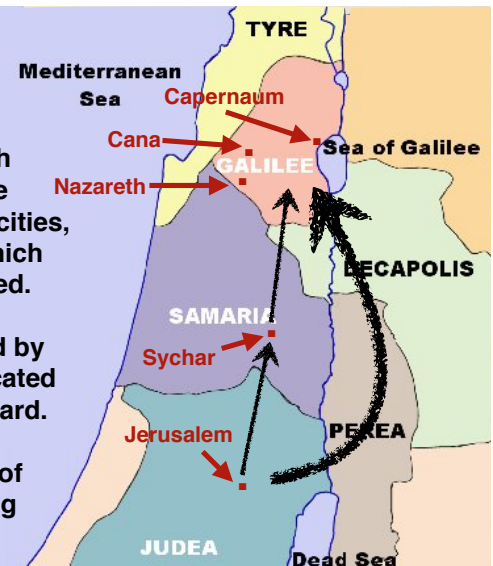 TYRE
Mediterranean
Sea
Capernaum
Cana
Sea of Galilee
GALILEE
Nazareth
h
e
cities,
hich
ed.
d by
cated
ard.
of
g
DECAPOLIS
SAMARIA
Sychar
Jerusalem
PEREA
JUDEA
Dead Sea